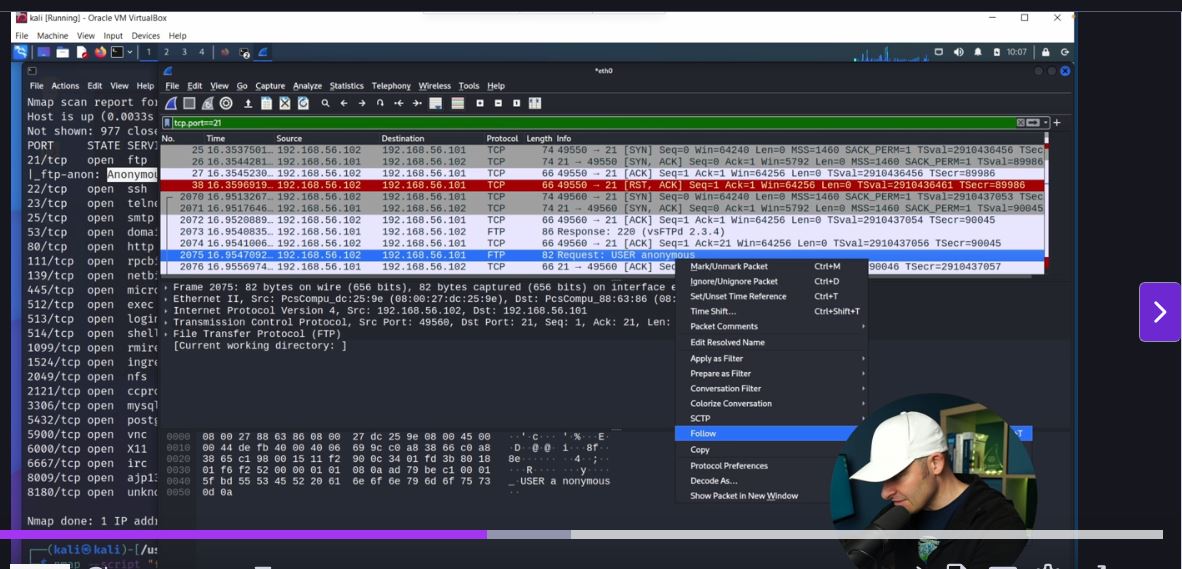 kali [Running] - Oracle VM VirtualBox
File Machine View Input Devices Help
1 2 3 4
10:07
File Actions Edit View Help
Nmap scan report for
Host is up (0.0033s
Not shown: 977 close
PORT STATE SERV
21/tcp open ftp
|_ftp-anon: Anonymou
22/tcp open ssh
23/tcp open telne
25/tcp open smtp
53/tcp open domai
80/tcp open http
111/tcp open rpcbi
139/tcp open netbi
445/tcp open micro
512/tcp open exec
513/tcp open login
514/tcp open shell
1099/tcp open rmire
1524/tcp open ingre
2049/tcp open nfs
2121/tcp open ccpro
3306/tcp open mysql
5432/tcp open postg
5900/tcp open vnc
6000/tcp open X11
6667/tcp open irc
8009/tcp open ajp13
8180/tcp open unkno
Nmap done: 1 IP addr
(kali㉿kali)-[/us
*eth0
File Edit View Go Capture Analyze Statistics Telephony Wireless Tools Help
tcp.port==21
No. Time Source Destination Protocol Length Info
25 16.3537501… 192.168.56.102 192.168.56.101 TCP 74 49550 → 21 [SYN] Seq=0 Win=64240 Len=0 MSS=1460 SACK_PERM=1 TSval=2910436456 TSec
26 16.3544281… 192.168.56.101 192.168.56.102 TCP 74 21 → 49550 [SYN, ACK] Seq=0 Ack=1 Win=5792 Len=0 MSS=1460 SACK_PERM=1 TSval=89986
27 16.3545230… 192.168.56.102 192.168.56.101 TCP 66 49550 → 21 [ACK] Seq=1 Ack=1 Win=64256 Len=0 TSval=2910436456 TSecr=89986
38 16.3596919… 192.168.56.102 192.168.56.101 TCP 66 49550 → 21 [RST, ACK] Seq=1 Ack=1 Win=64256 Len=0 TSval=2910436461 TSecr=89986
2070 16.9513267… 192.168.56.102 192.168.56.101 TCP 74 49560 → 21 [SYN] Seq=0 Win=64240 Len=0 MSS=1460 SACK_PERM=1 TSval=2910437053 TSec
2071 16.9517646… 192.168.56.101 192.168.56.102 TCP 74 21 → 49560 [SYN, ACK] Seq=0 Ack=1 Win=5792 Len=0 MSS=1460 SACK_PERM=1 TSval=90045
2072 16.9520889… 192.168.56.102 192.168.56.101 TCP 66 49560 → 21 [ACK] Seq=1 Ack=1 Win=64256 Len=0 TSval=2910437054 TSecr=90045
2073 16.9540835… 192.168.56.101 192.168.56.102 FTP 86 Response: 220 (vsFTPd 2.3.4)
2074 16.9541006… 192.168.56.102 192.168.56.101 TCP 66 49560 → 21 [ACK] Seq=1 Ack=21 Win=64256 Len=0 TSval=2910437056 TSecr=90045
2075 16.9547092… 192.168.56.102 192.168.56.101 FTP 82 Request: USER anonymous
2076 16.9556974… 192.168.56.101 192.168.56.102 TCP 66 21 → 49560 [ACK] Sec 90046 TSecr=2910437057
Frame 2075: 82 bytes on wire (656 bits), 82 bytes captured (656 bits) on interface e
Ethernet II, Src: PcsCompu_dc:25:9e (08:00:27:dc:25:9e), Dst: PcsCompu_88:63:86 (08:
Internet Protocol Version 4, Src: 192.168.56.102, Dst: 192.168.56.101
Transmission Control Protocol, Src Port: 49560, Dst Port: 21, Seq: 1, Ack: 21, Len:
File Transfer Protocol (FTP)
[Current working directory: ]
Mark/Unmark Packet Ctrl+M
Ignore/Unignore Packet Ctrl+D
Set/Unset Time Reference Ctrl+T
Time Shift... Ctrl+Shift+T
Packet Comments
Edit Resolved Name
Apply as Filter
Prepare as Filter
Conversation Filter
Colorize Conversation
SCTP
Follow
Copy
Protocol Preferences
Decode As...
Show Packet in New Window
0000 08 00 27 88 63 86 08 00 27 dc 25 9e 08 00 45 00 ··'·c··· '·%···E·
0010 00 44 de fb 40 00 40 06 69 9c c0 a8 38 66 c0 a8 ·D··@·@· i···8f··
0020 38 65 c1 98 00 15 11 f2 90 0c 34 01 fd 3b 80 18 8e······ ··4··;··
0030 01 f6 f2 52 00 00 01 01 08 0a ad 79 be c1 00 01 ···R···· ···y····
0040 5f bd 55 53 45 52 20 61 6e 6f 6e 79 6d 6f 75 73 _·USER a nonymous
0050 0d 0a ··